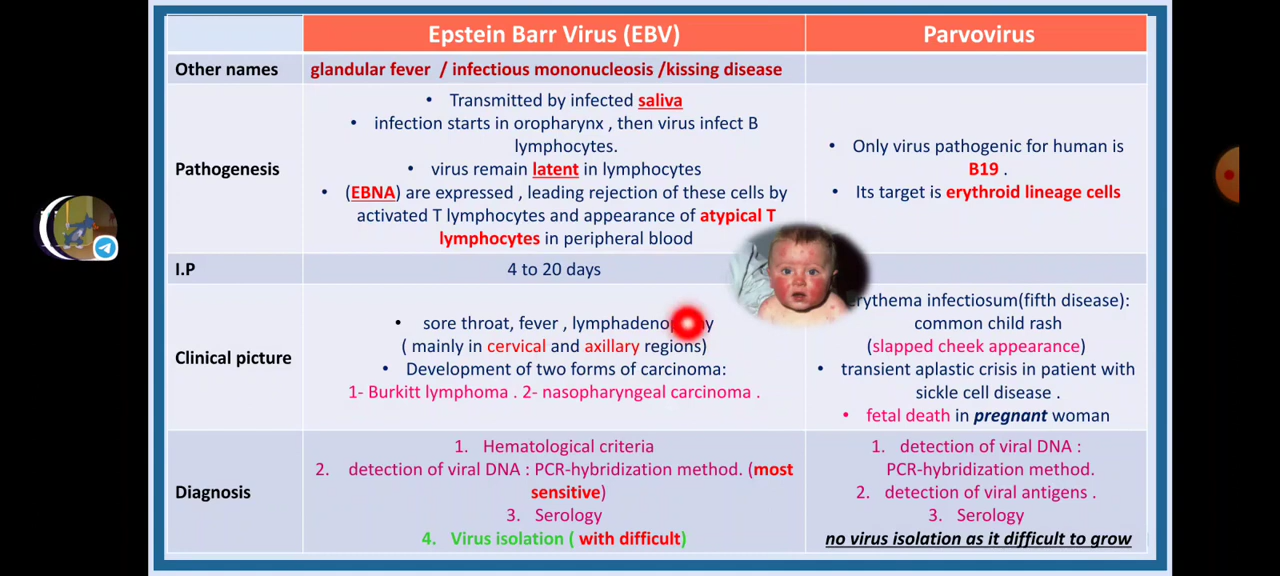 Epstein Barr Virus (EBV)
Parvovirus
Other names
glandular fever / infectious mononucleosis /kissing disease
Pathogenesis
• Transmitted by infected saliva
• infection starts in oropharynx , then virus infect B
lymphocytes.
• virus remain latent in lymphocytes
• (EBNA) are expressed , leading rejection of these cells by
activated T lymphocytes and appearance of atypical T
lymphocytes in peripheral blood
• Only virus pathogenic for human is
B19 .
• Its target is erythroid lineage cells
I.P
4 to 20 days
Clinical picture
• sore throat, fever ,
( mainly in cervical and axillary regions)
• Development of two forms of carcinoma:
1- Burkitt lymphoma . 2- nasopharyngeal carcinoma .
erythema infectiosum(fifth disease):
common child rash
(slapped cheek appearance)
• transient aplastic crisis in patient with
sickle cell disease .
• fetal death in pregnant woman
Diagnosis
1. Hematological criteria
2. detection of viral DNA : PCR-hybridization method. (most
sensitive)
3. Serology
4. Virus isolation ( with difficult)
1. detection of viral DNA :
PCR-hybridization method.
2. detection of viral antigens .
3. Serology
no virus isolation as it difficult to grow